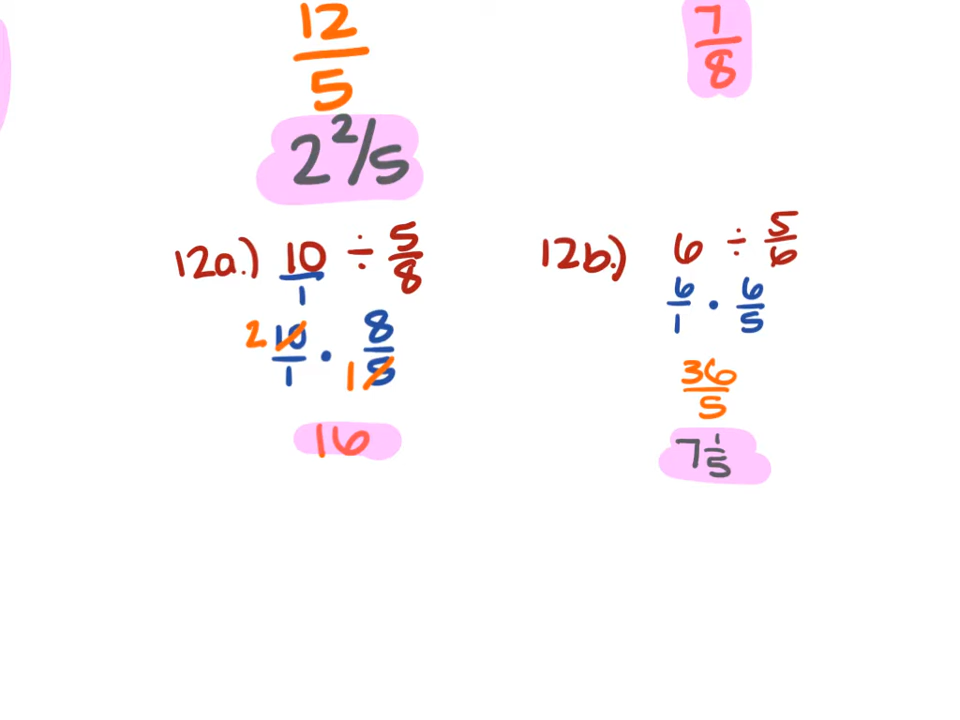 12/5
2 2/5
7/8
12a.) 10/1 ÷ 5/8
2 10/1 · 8/5 1
16
12b.) 6 ÷ 5/6
6/1 · 6/5
36/5
7 1/5